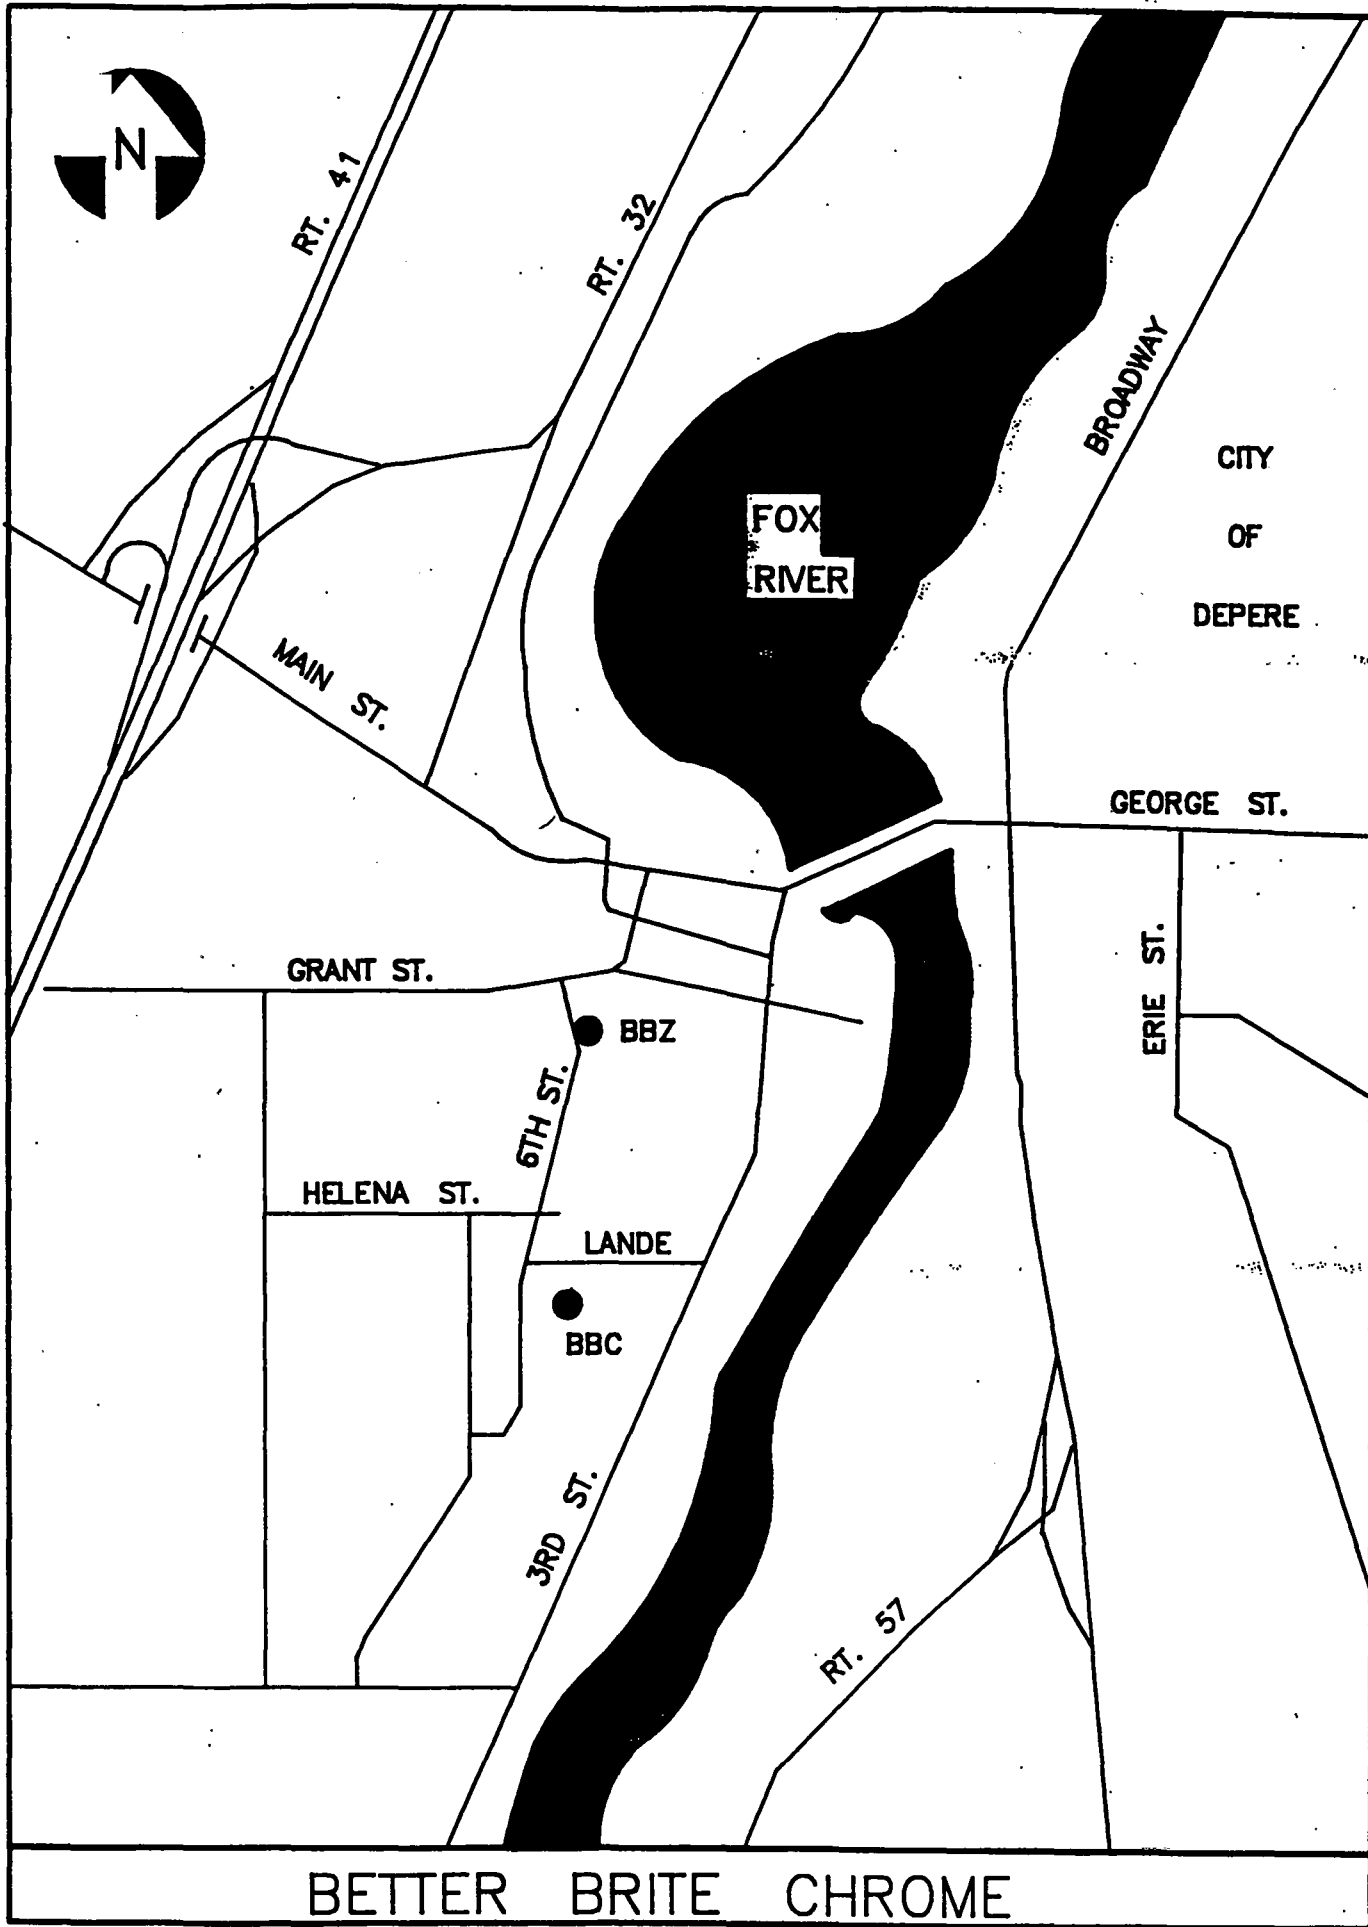 N
RT. 41
RT. 32
BROADWAY
CITY
OF
DEPERE
FOX
RIVER
MAIN ST.
GEORGE ST.
ERIE ST.
GRANT ST.
BBZ
6TH ST.
HELENA ST.
LANDE
BBC
3RD ST.
RT. 57
BETTER BRITE CHROME